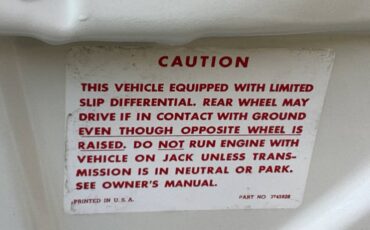 CAUTION
THIS VEHICLE EQUIPPED WITH LIMITED
SLIP DIFFERENTIAL. REAR WHEEL MAY
DRIVE IF IN CONTACT WITH GROUND
EVEN THOUGH OPPOSITE WHEEL IS
RAISED. DO NOT RUN ENGINE WITH
VEHICLE ON JACK UNLESS TRANS-
MISSION IS IN NEUTRAL OR PARK.
SEE OWNER'S MANUAL.
PRINTED IN U.S.A. PART NO